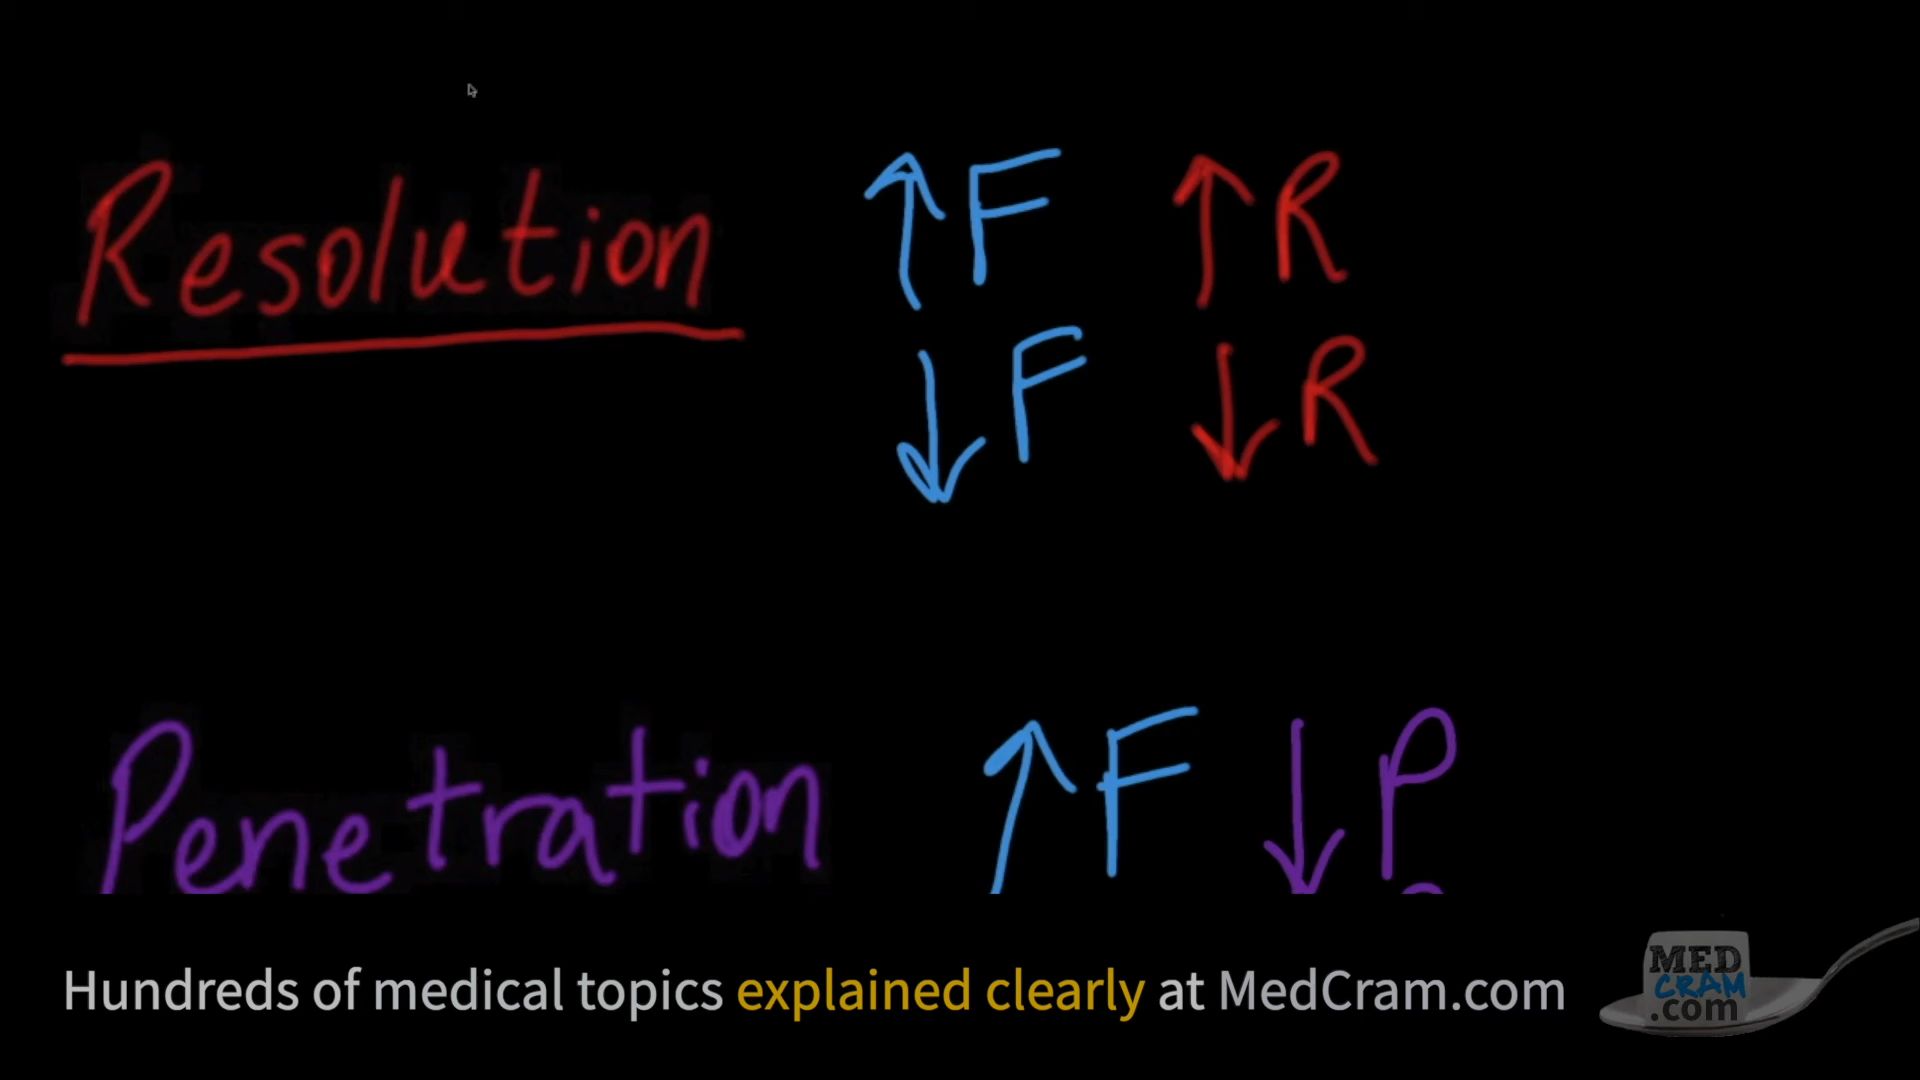 Resolution ↑F ↑R
↓F ↓R
Penetration ↑F ↓P
Hundreds of medical topics explained clearly at MedCram.com
MED
CRAM
.com